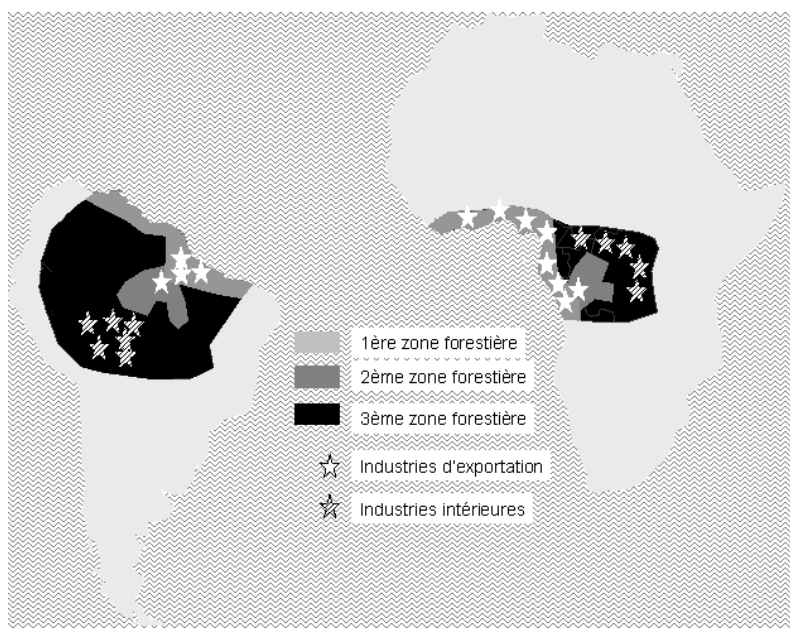 1ère zone forestière
2ème zone forestière
3ème zone forestière
Industries d'exportation
Industries intérieures